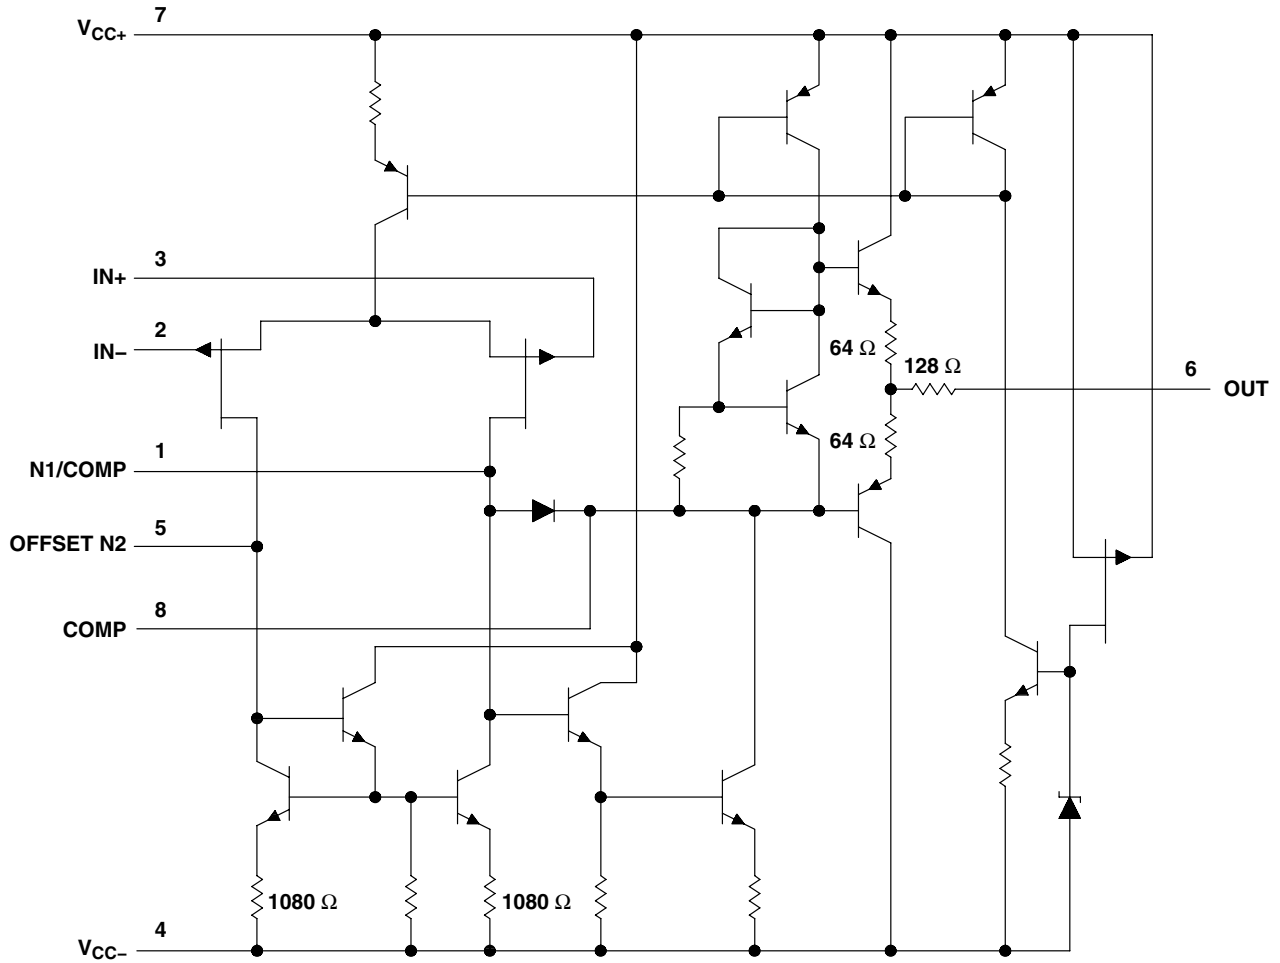 7
VCC+
3
IN+
2
IN−
64 Ω
128 Ω
6
OUT
64 Ω
1
N1/COMP
5
OFFSET N2
8
COMP
1080 Ω
1080 Ω
4
VCC−